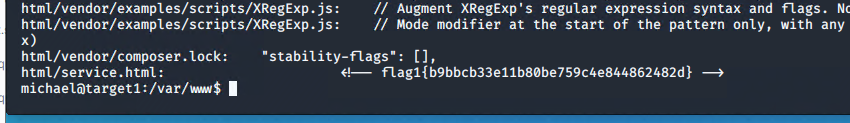 html/vendor/examples/scripts/XRegExp.js:    // Augment XRegExp's regular expression syntax and flags. No
html/vendor/examples/scripts/XRegExp.js:    // Mode modifier at the start of the pattern only, with any
x)
html/vendor/composer.lock:    "stability-flags": [],
html/service.html:                      <!-- flag1{b9bbcb33e11b80be759c4e844862482d} -->
michael@target1:/var/www$